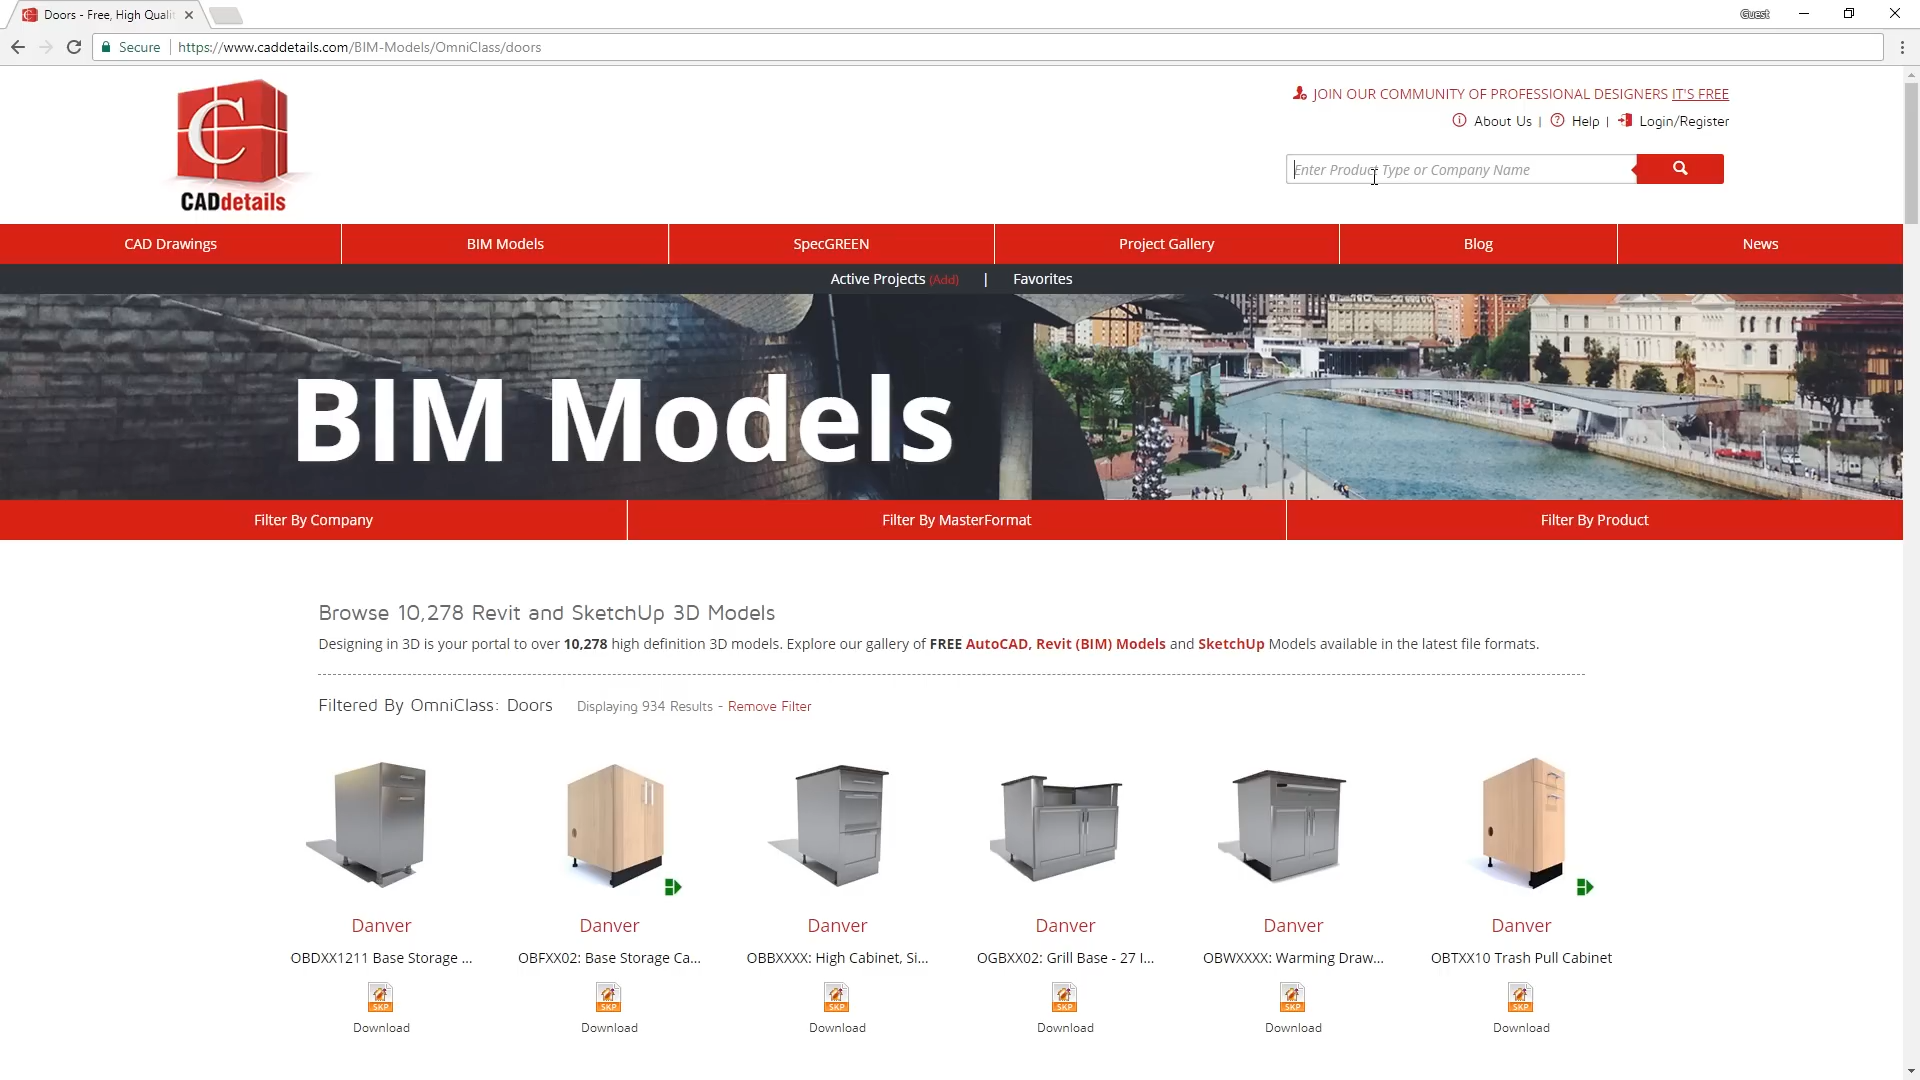 Doors - Free, High Quali
Guest
Secure https://www.caddetails.com/BIM-Models/OmniClass/doors
C
CADdetails
JOIN OUR COMMUNITY OF PROFESSIONAL DESIGNERS IT'S FREE
About Us | Help | Login/Register
Enter Product Type or Company Name
CAD Drawings BIM Models SpecGREEN Project Gallery Blog News
Active Projects (Add) | Favorites
BIM Models
Filter By Company Filter By MasterFormat Filter By Product
Browse 10,278 Revit and SketchUp 3D Models
Designing in 3D is your portal to over 10,278 high definition 3D models. Explore our gallery of FREE AutoCAD, Revit (BIM) Models and SketchUp Models available in the latest file formats.
Filtered By OmniClass: Doors Displaying 934 Results - Remove Filter
Danver Danver Danver Danver Danver Danver
OBDXX1211 Base Storage ... OBFXX02: Base Storage Ca... OBBXXXX: High Cabinet, Si... OGBXX02: Grill Base - 27 I... OBWXXXX: Warming Draw... OBTXX10 Trash Pull Cabinet
SKP SKP SKP SKP SKP SKP
Download Download Download Download Download Download